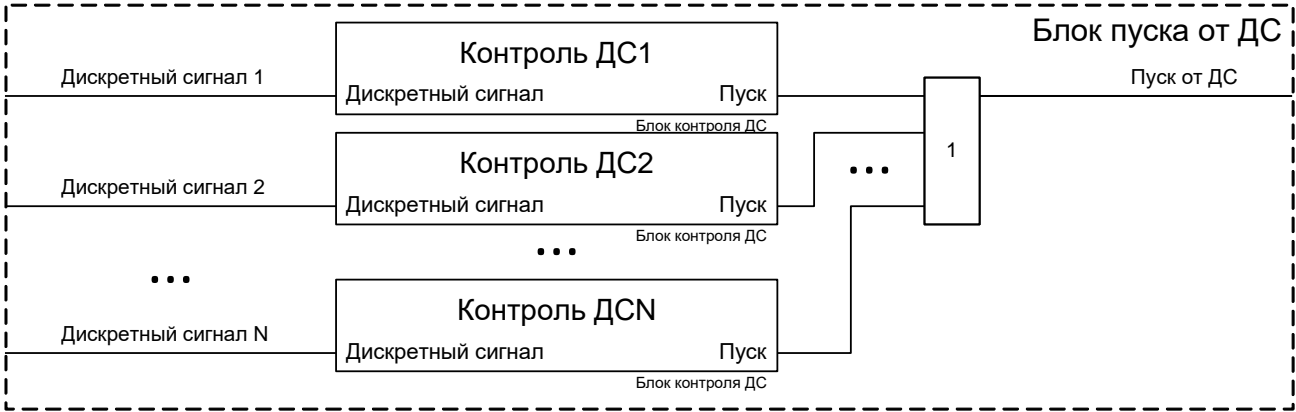 Блок пуска от ДС
Контроль ДС1
Дискретный сигнал 1
Дискретный сигнал
Пуск
Пуск от ДС
Блок контроля ДС
1
Контроль ДС2
...
Дискретный сигнал 2
Дискретный сигнал
Пуск
Блок контроля ДС
...
...
Контроль ДСN
Дискретный сигнал N
Дискретный сигнал
Пуск
Блок контроля ДС